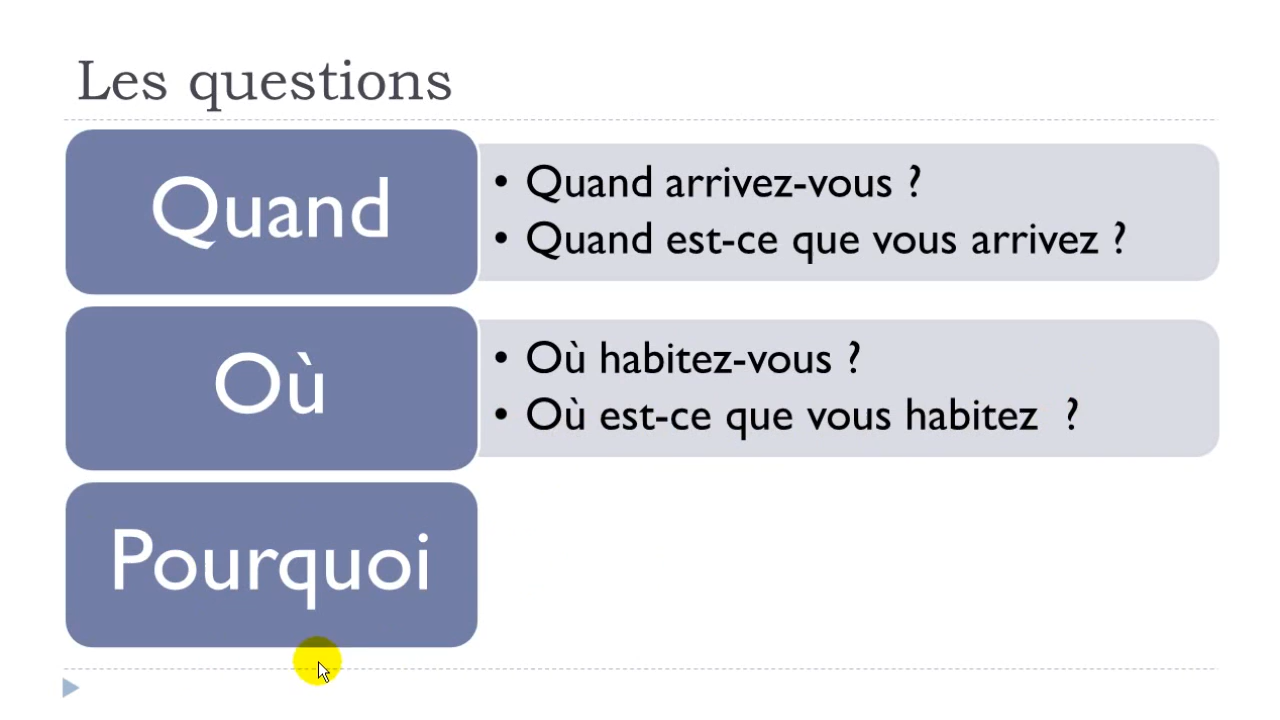 Les questions
Quand
• Quand arrivez-vous ?
• Quand est-ce que vous arrivez ?
Où
• Où habitez-vous ?
• Où est-ce que vous habitez  ?
Pourquoi